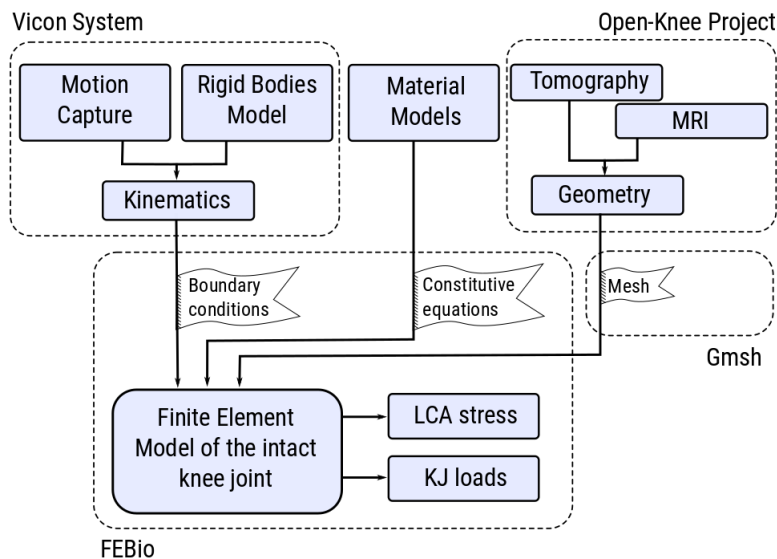 Vicon System
Open-Knee Project
Motion
Capture
Rigid Bodies
Model
Material
Models
Tomography
MRI
Kinematics
Geometry
Boundary
conditions
Constitutive
equations
Mesh
Gmsh
Finite Element
Model of the intact
knee joint
LCA stress
KJ loads
FEBio